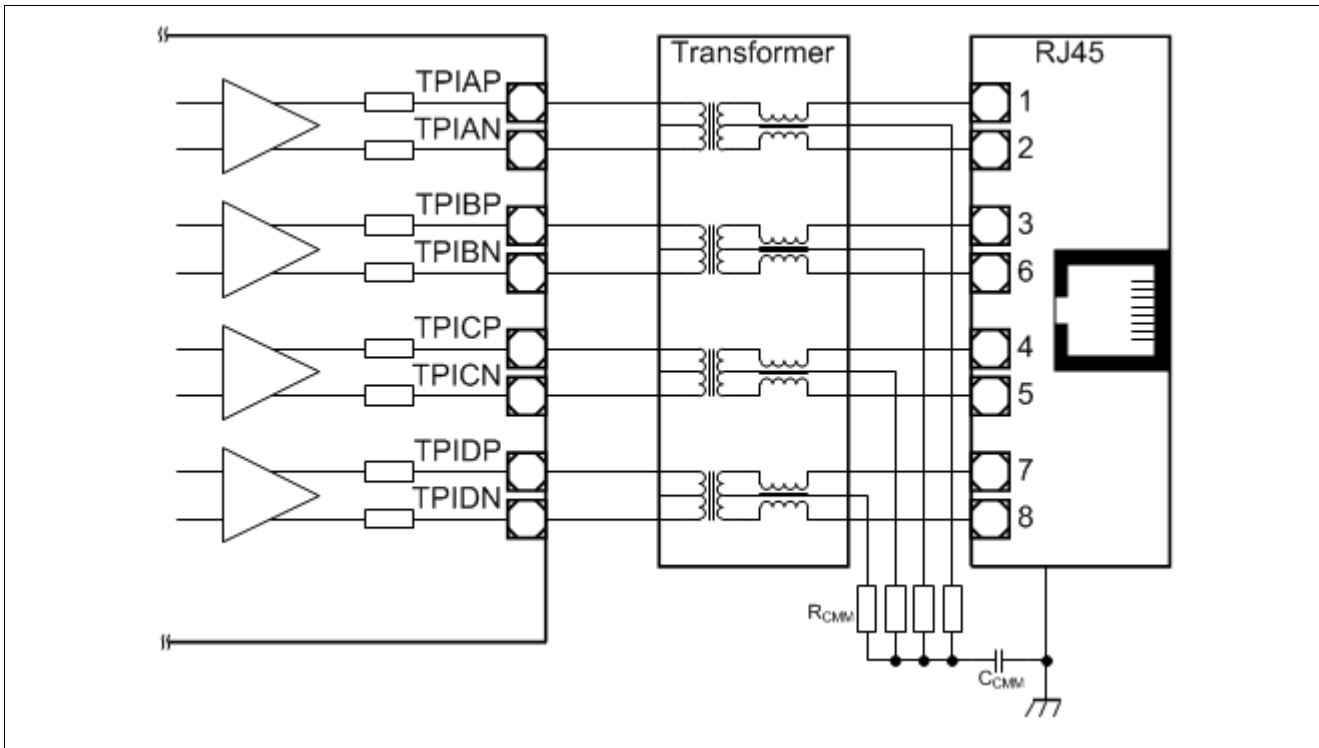 Transformer
RJ45
TPIAP
1
TPIAN
2
TPIBP
3
TPIBN
6
TPICP
4
TPICN
5
TPIDP
7
TPIDN
8
RCMM
CCMM